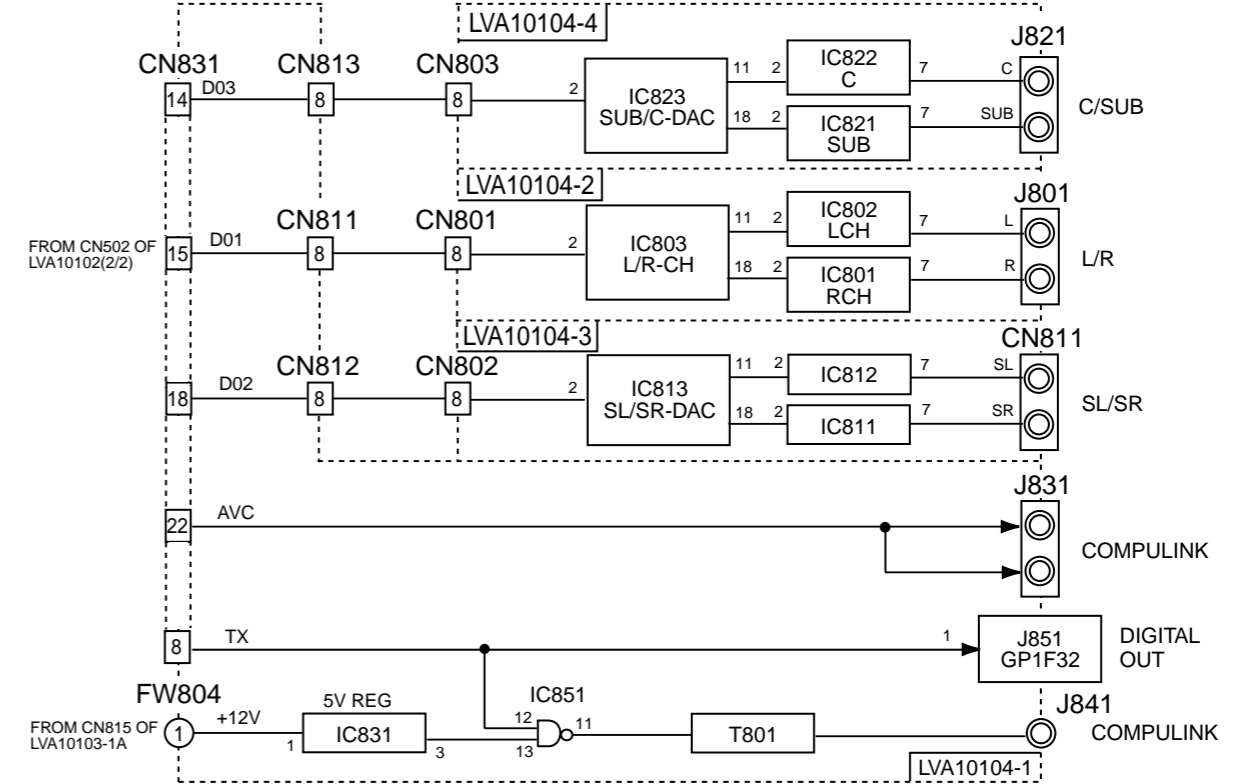 LVA10104-4
J821
CN831 CN813 CN803
14 D03 8 8 2
IC823
SUB/C-DAC
11 2
IC822
C
7 C
18 2
IC821
SUB
7 SUB
C/SUB
LVA10104-2
J801
CN811 CN801
FROM CN502 OF
LVA10102(2/2)
15 D01 8 8 2
IC803
L/R-CH
11 2
IC802
LCH
7 L
18 2
IC801
RCH
7 R
L/R
LVA10104-3
CN811
CN812 CN802
18 D02 8 8 2
IC813
SL/SR-DAC
11 2 IC812 7 SL
18 2 IC811 7 SR
SL/SR
J831
22 AVC
COMPULINK
8 TX 1
J851
GP1F32
DIGITAL
OUT
FW804
FROM CN815 OF
LVA10103-1A
1 +12V 1
5V REG
IC831
3
IC851
12 11
13
T801
J841
COMPULINK
LVA10104-1